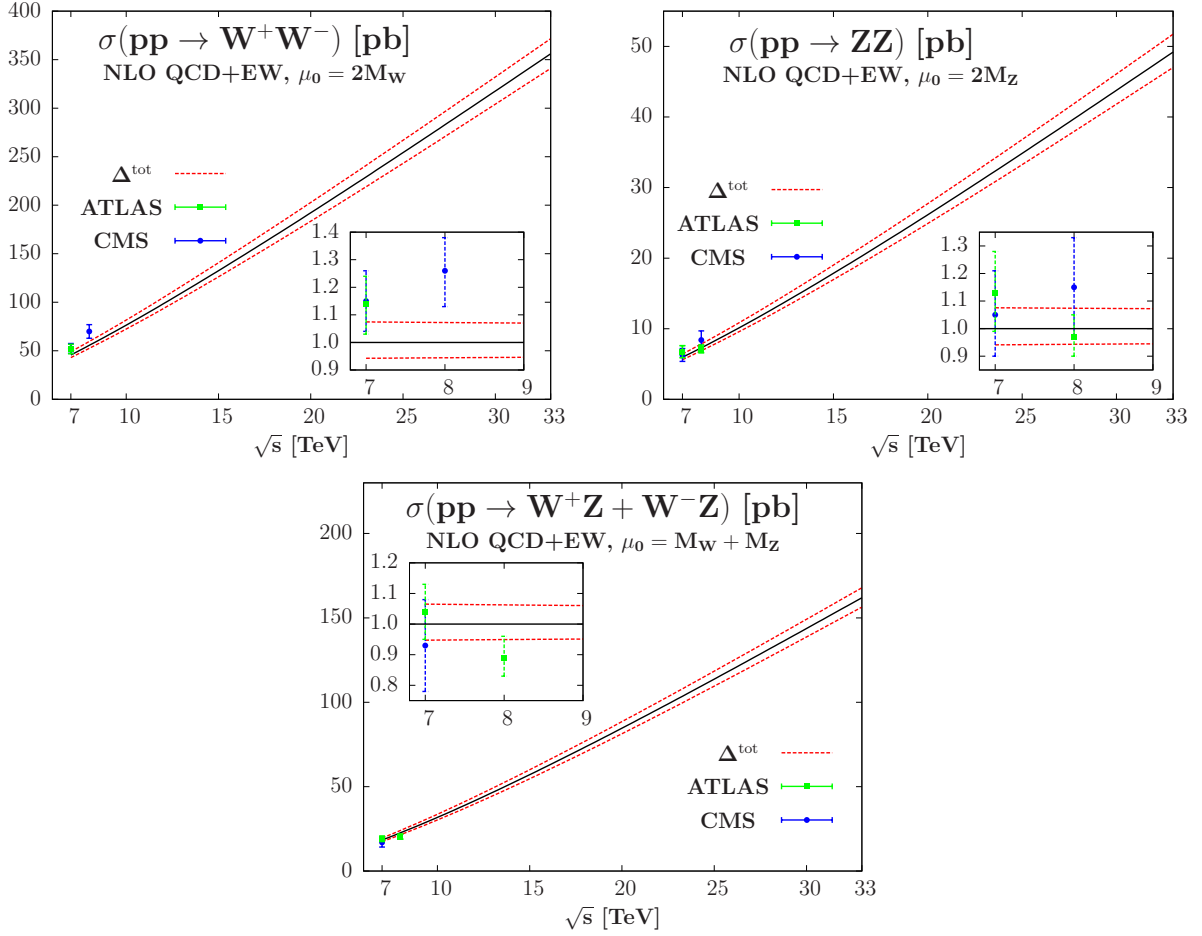 σ(pp → W⁺W⁻) [pb]
NLO QCD+EW, μ₀ = 2M_W
Δ^tot
ATLAS
CMS
400
350
300
250
200
150
100
50
0
7 10 15 20 25 30 33
√s [TeV]
1.4
1.3
1.2
1.1
1.0
0.9
7 8 9
σ(pp → ZZ) [pb]
NLO QCD+EW, μ₀ = 2M_Z
Δ^tot
ATLAS
CMS
50
40
30
20
10
0
7 10 15 20 25 30 33
√s [TeV]
1.3
1.2
1.1
1.0
0.9
7 8 9
σ(pp → W⁺Z + W⁻Z) [pb]
NLO QCD+EW, μ₀ = M_W + M_Z
1.2
1.1
1.0
0.9
0.8
7 8 9
Δ^tot
ATLAS
CMS
200
150
100
50
0
7 10 15 20 25 30 33
√s [TeV]